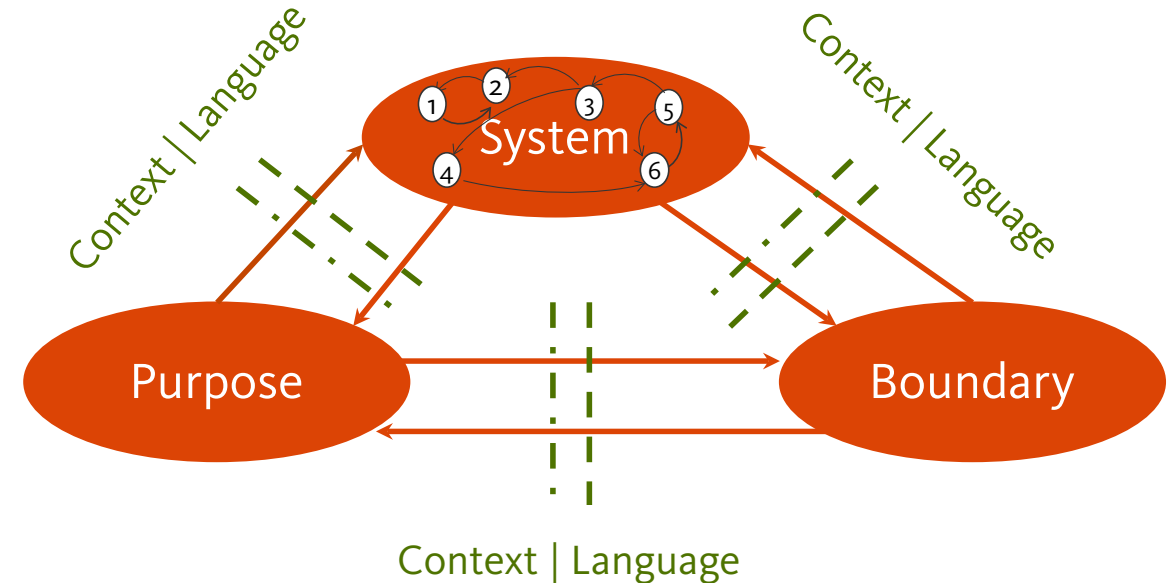 Context | Language
Context | Language
1
2
3
5
System
4
6
Purpose
Boundary
Context | Language